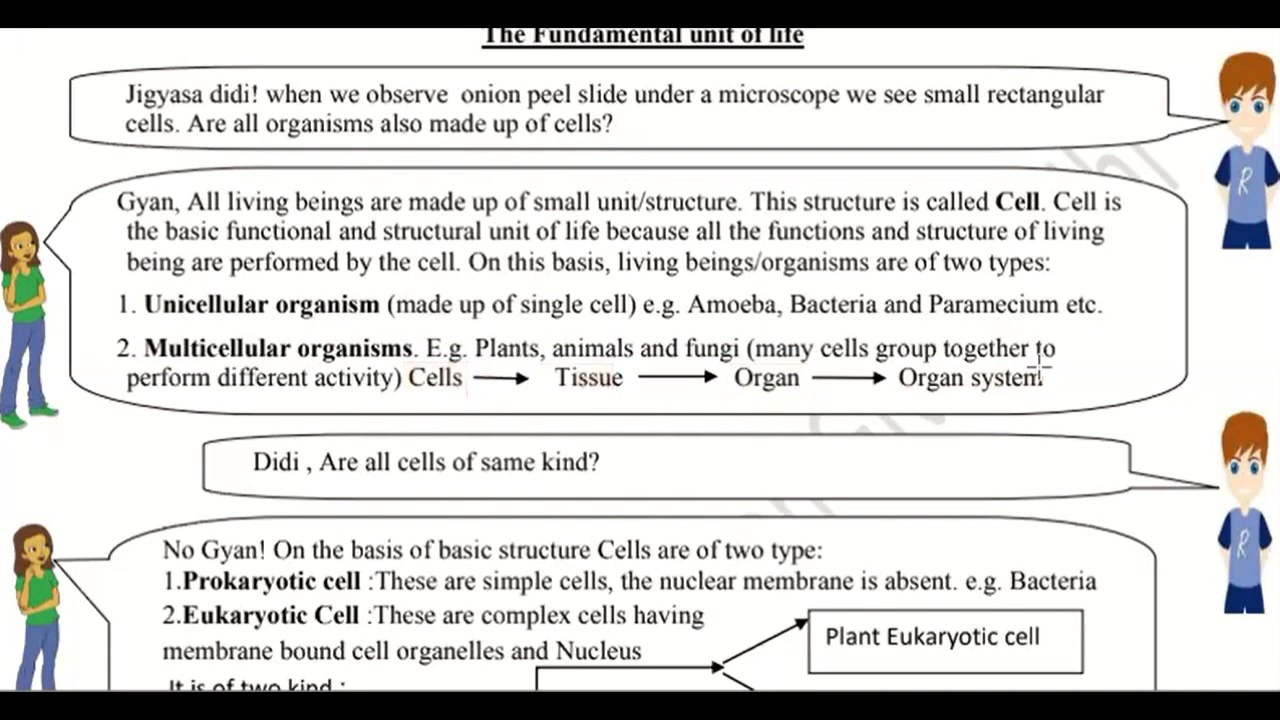 The Fundamental unit of life
Jigyasa didi! when we observe onion peel slide under a microscope we see small rectangular
cells. Are all organisms also made up of cells?
Gyan, All living beings are made up of small unit/structure. This structure is called Cell. Cell is
the basic functional and structural unit of life because all the functions and structure of living
being are performed by the cell. On this basis, living beings/organisms are of two types:
1. Unicellular organism (made up of single cell) e.g. Amoeba, Bacteria and Paramecium etc.
2. Multicellular organisms. E.g. Plants, animals and fungi (many cells group together to
perform different activity) Cells → Tissue → Organ → Organ system
Didi , Are all cells of same kind?
No Gyan! On the basis of basic structure Cells are of two type:
1.Prokaryotic cell :These are simple cells, the nuclear membrane is absent. e.g. Bacteria
2.Eukaryotic Cell :These are complex cells having
membrane bound cell organelles and Nucleus
Plant Eukaryotic cell
It is of two kind :
R
R